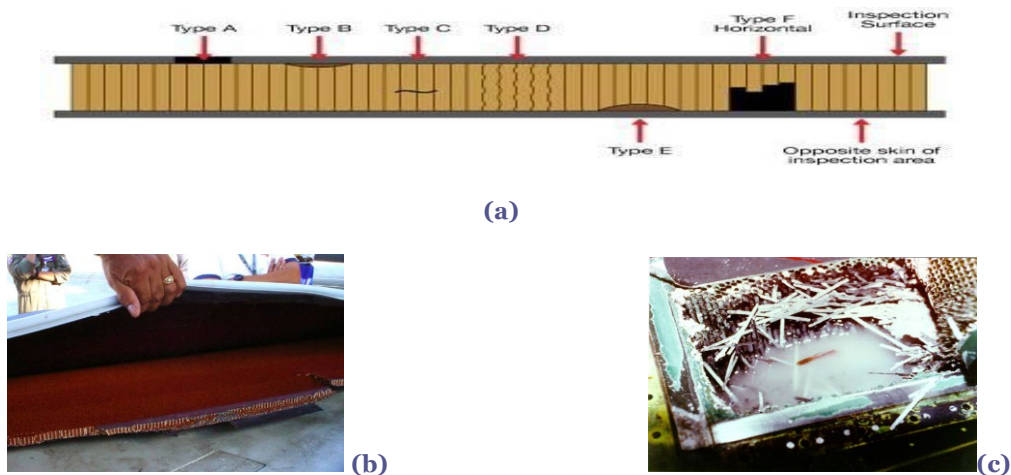 Type A
Type B
Type C
Type D
Type F
Horizontal
Inspection
Surface
Type E
Opposite skin of
inspection area
(a)
(b)
(c)